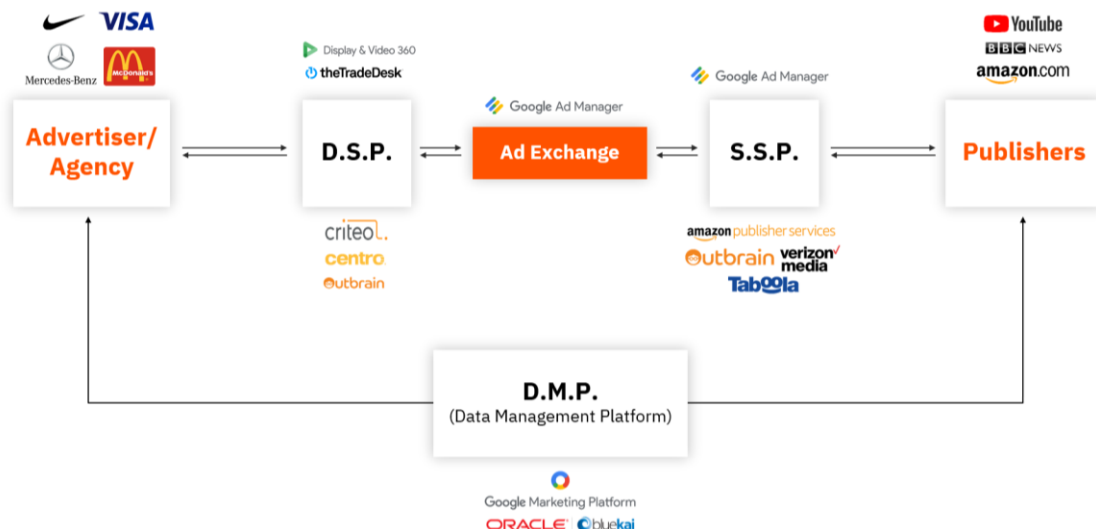 VISA
Mercedes-Benz
McDonald's
Display & Video 360
theTradeDesk
Google Ad Manager
Google Ad Manager
YouTube
BBC NEWS
amazon.com
Advertiser/
Agency
D.S.P.
Ad Exchange
S.S.P.
Publishers
criteo
centro
Outbrain
amazon publisher services
Outbrain
verizon
media
Taboola
D.M.P.
(Data Management Platform)
Google Marketing Platform
ORACLE
bluekai